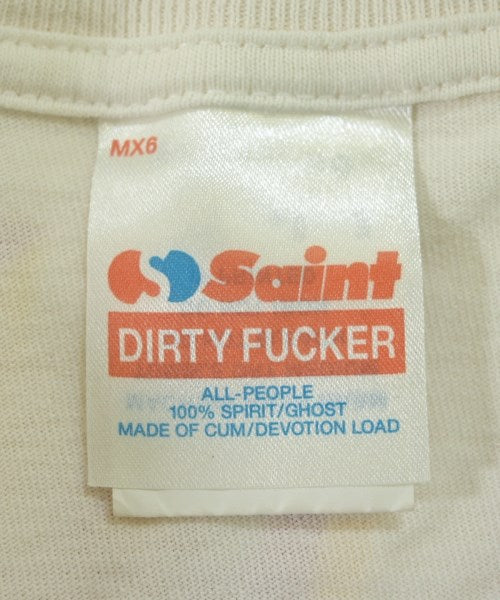 MX6
S Saint
DIRTY FUCKER
ALL-PEOPLE
100% SPIRIT/GHOST
MADE OF CUM/DEVOTION LOAD